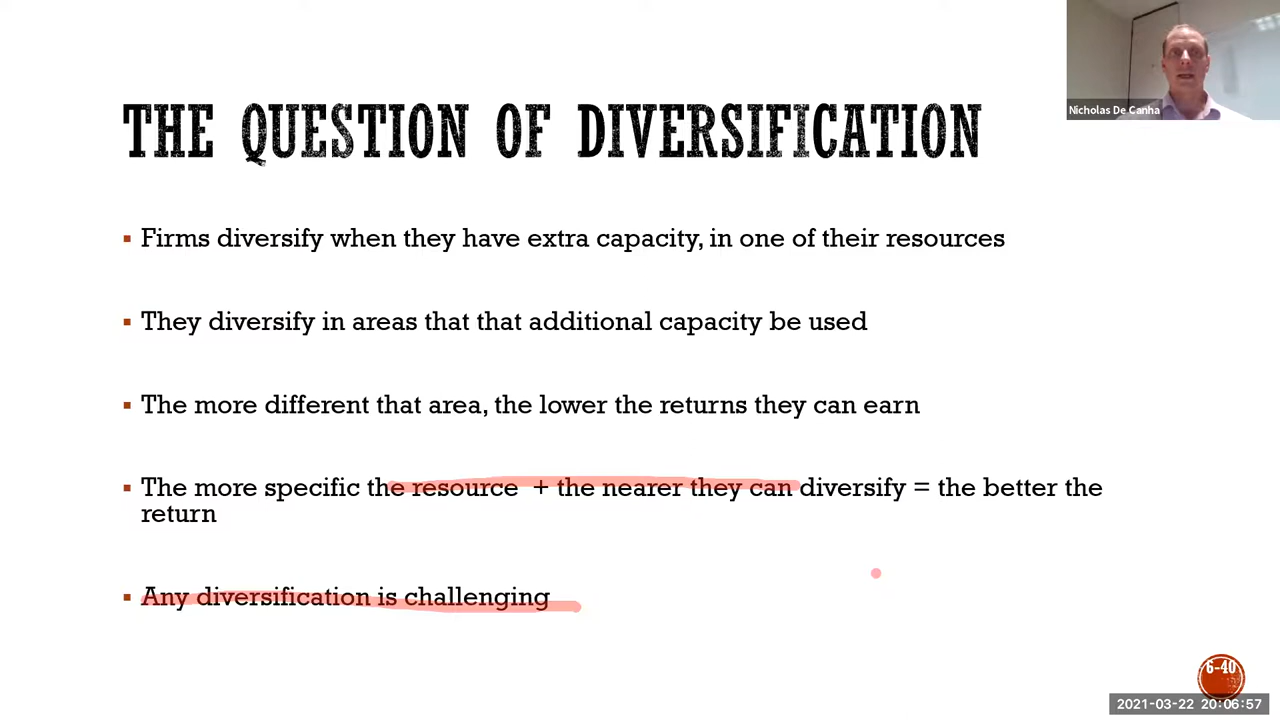 Nicholas De Canha
THE QUESTION OF DIVERSIFICATION
▪ Firms diversify when they have extra capacity, in one of their resources
▪ They diversify in areas that that additional capacity be used
▪ The more different that area, the lower the returns they can earn
▪ The more specific the resource + the nearer they can diversify = the better the
return
▪ Any diversification is challenging
6-40
2021-03-22 20:06:57